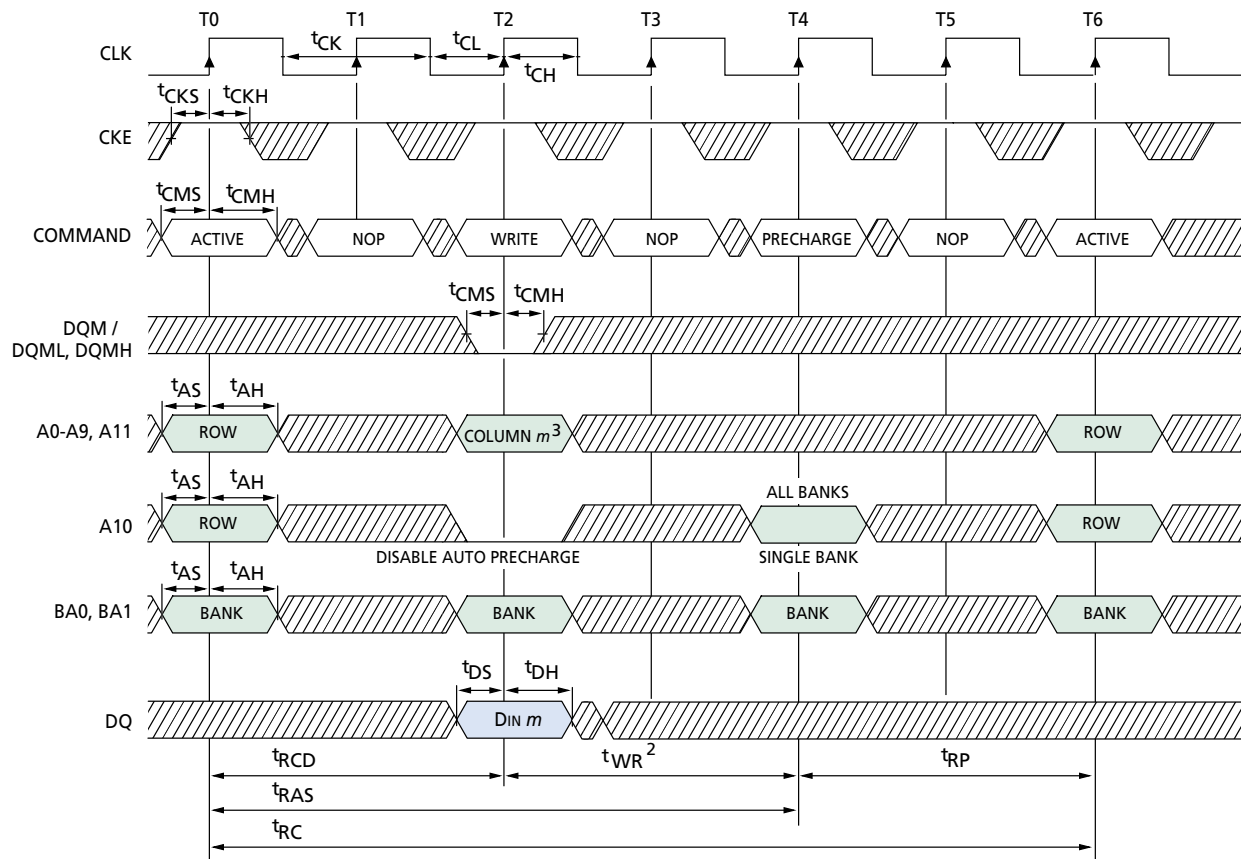 T0 T1 T2 T3 T4 T5 T6
CLK
tCK tCL
tCH
tCKS tCKH
CKE
tCMS tCMH
COMMAND ACTIVE NOP WRITE NOP PRECHARGE NOP ACTIVE
tCMS tCMH
DQM /
DQML, DQMH
tAS tAH
A0-A9, A11 ROW COLUMN m3 ROW
tAS tAH
ALL BANKS
A10 ROW ROW
DISABLE AUTO PRECHARGE SINGLE BANK
tAS tAH
BA0, BA1 BANK BANK BANK BANK
tDS tDH
DQ DIN m
tRCD tWR2 tRP
tRAS
tRC